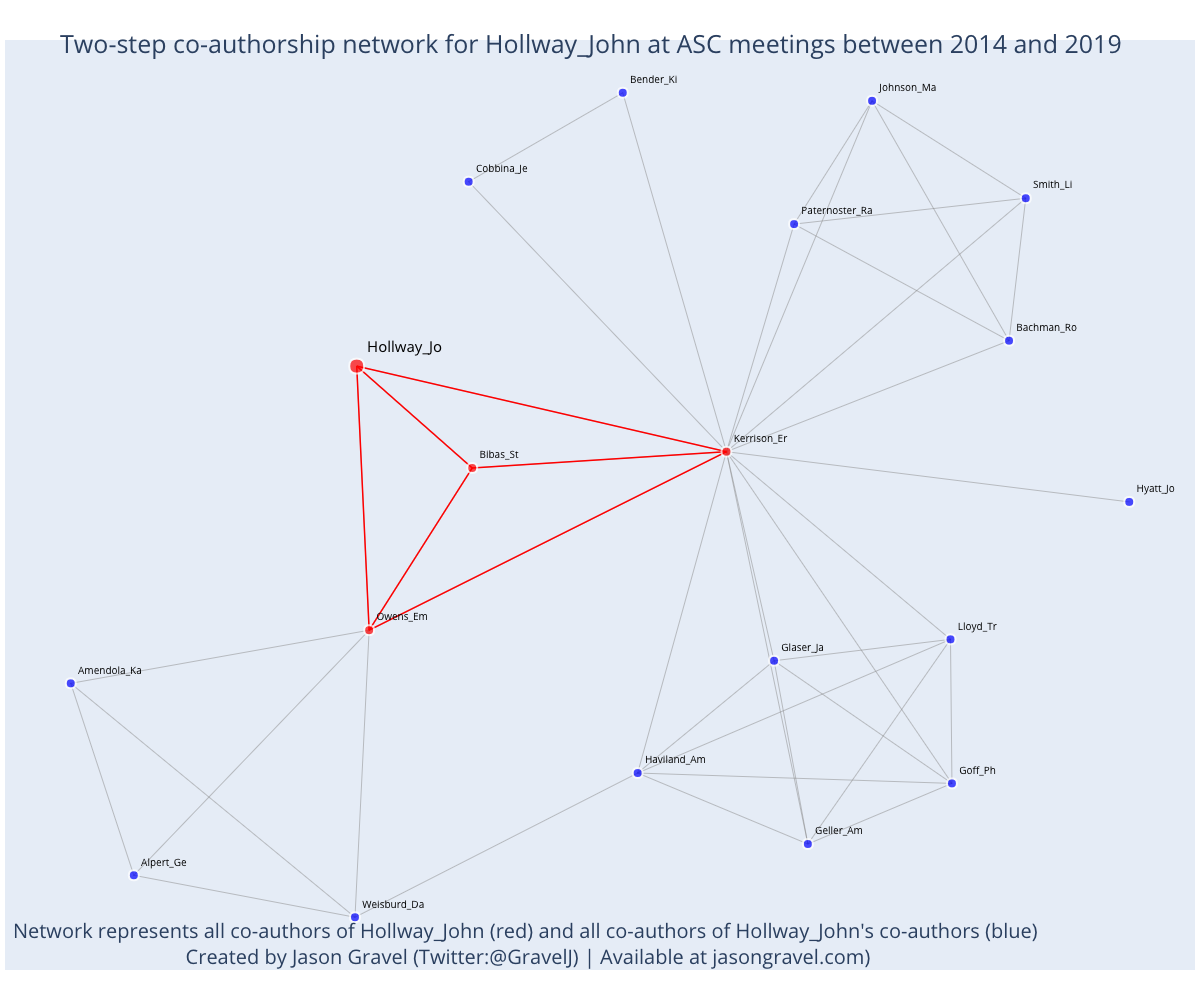 Two-step co-authorship network for Hollway_John at ASC meetings between 2014 and 2019
Bender_Ki
Johnson_Ma
Cobbina_Je
Smith_Li
Paternoster_Ra
Bachman_Ro
Hollway_Jo
Kerrison_Er
Bibas_St
Hyatt_Jo
Owens_Em
Lloyd_Tr
Glaser_Ja
Amendola_Ka
Haviland_Am
Goff_Ph
Geller_Am
Alpert_Ge
Weisburd_Da
Network represents all co-authors of Hollway_John (red) and all co-authors of Hollway_John's co-authors (blue)
Created by Jason Gravel (Twitter:@GravelJ) | Available at jasongravel.com)